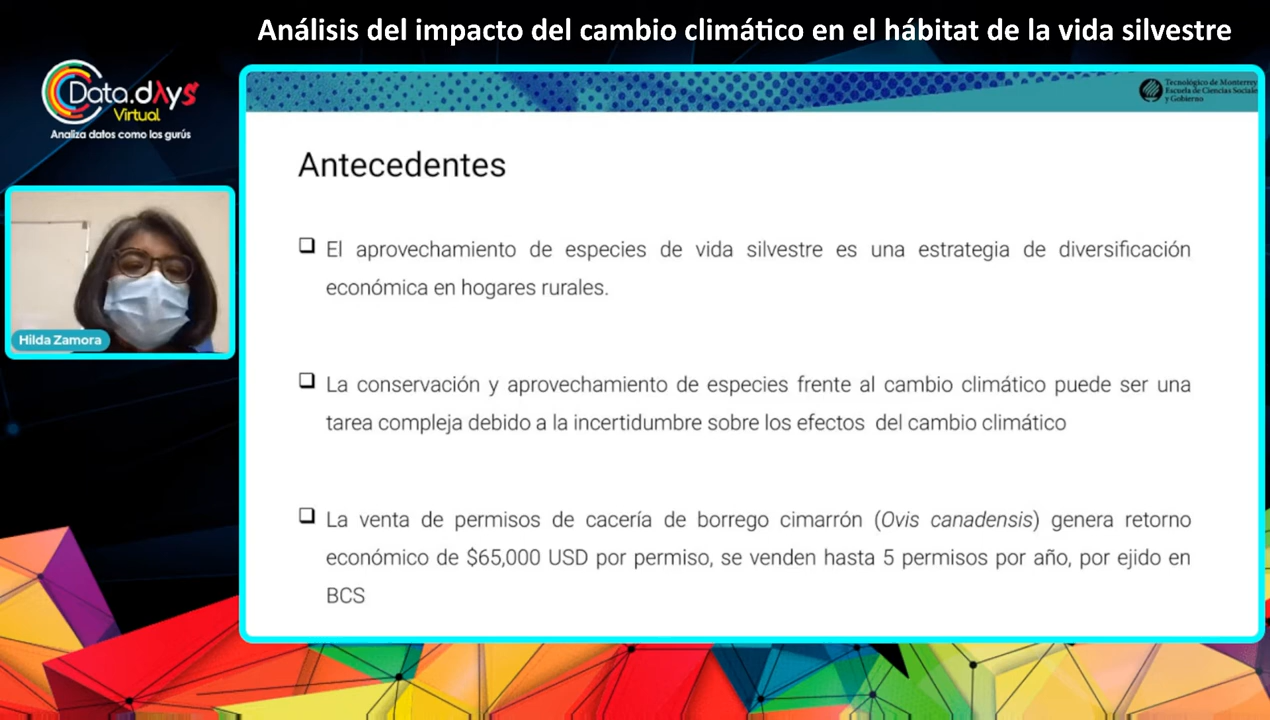 Análisis del impacto del cambio climático en el hábitat de la vida silvestre
Data.dAys
Virtual
Analiza datos como los gurús
Tecnológico de Monterrey
Escuela de Ciencias Sociales
y Gobierno
Antecedentes
El aprovechamiento de especies de vida silvestre es una estrategia de diversificación
económica en hogares rurales.
Hilda Zamora
La conservación y aprovechamiento de especies frente al cambio climático puede ser una
tarea compleja debido a la incertidumbre sobre los efectos del cambio climático
La venta de permisos de cacería de borrego cimarrón (Ovis canadensis) genera retorno
económico de $65,000 USD por permiso, se venden hasta 5 permisos por año, por ejido en
BCS